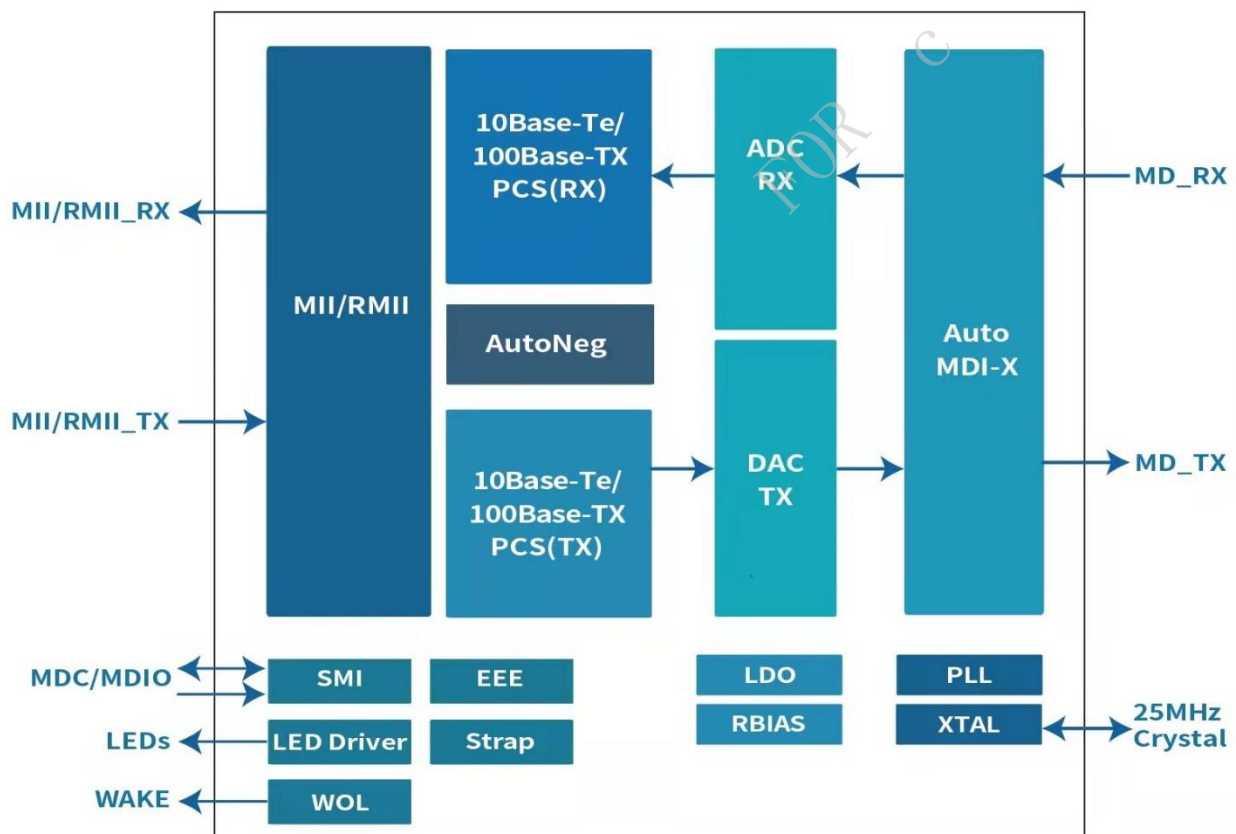 10Base-Te/
100Base-TX
PCS(RX)
ADC
RX
FOR
c
MD_RX
MII/RMII_RX
MII/RMII
AutoNeg
Auto
MDI-X
MII/RMII_TX
10Base-Te/
100Base-TX
PCS(TX)
DAC
TX
MD_TX
MDC/MDIO
SMI
EEE
LDO
PLL
LEDs
LED Driver
Strap
RBIAS
XTAL
25MHz
Crystal
WAKE
WOL